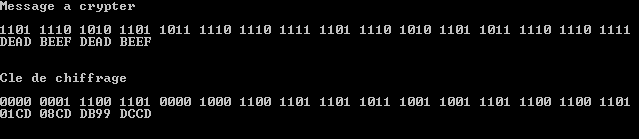 Message a crypter
1101 1110 1010 1101 1011 1110 1110 1111 1101 1110 1010 1101 1011 1110 1110 1111
DEAD BEEF DEAD BEEF
Cle de chiffrage
0000 0001 1100 1101 0000 1000 1100 1101 1101 1011 1001 1001 1101 1100 1100 1101
01CD 08CD DB99 DCCD